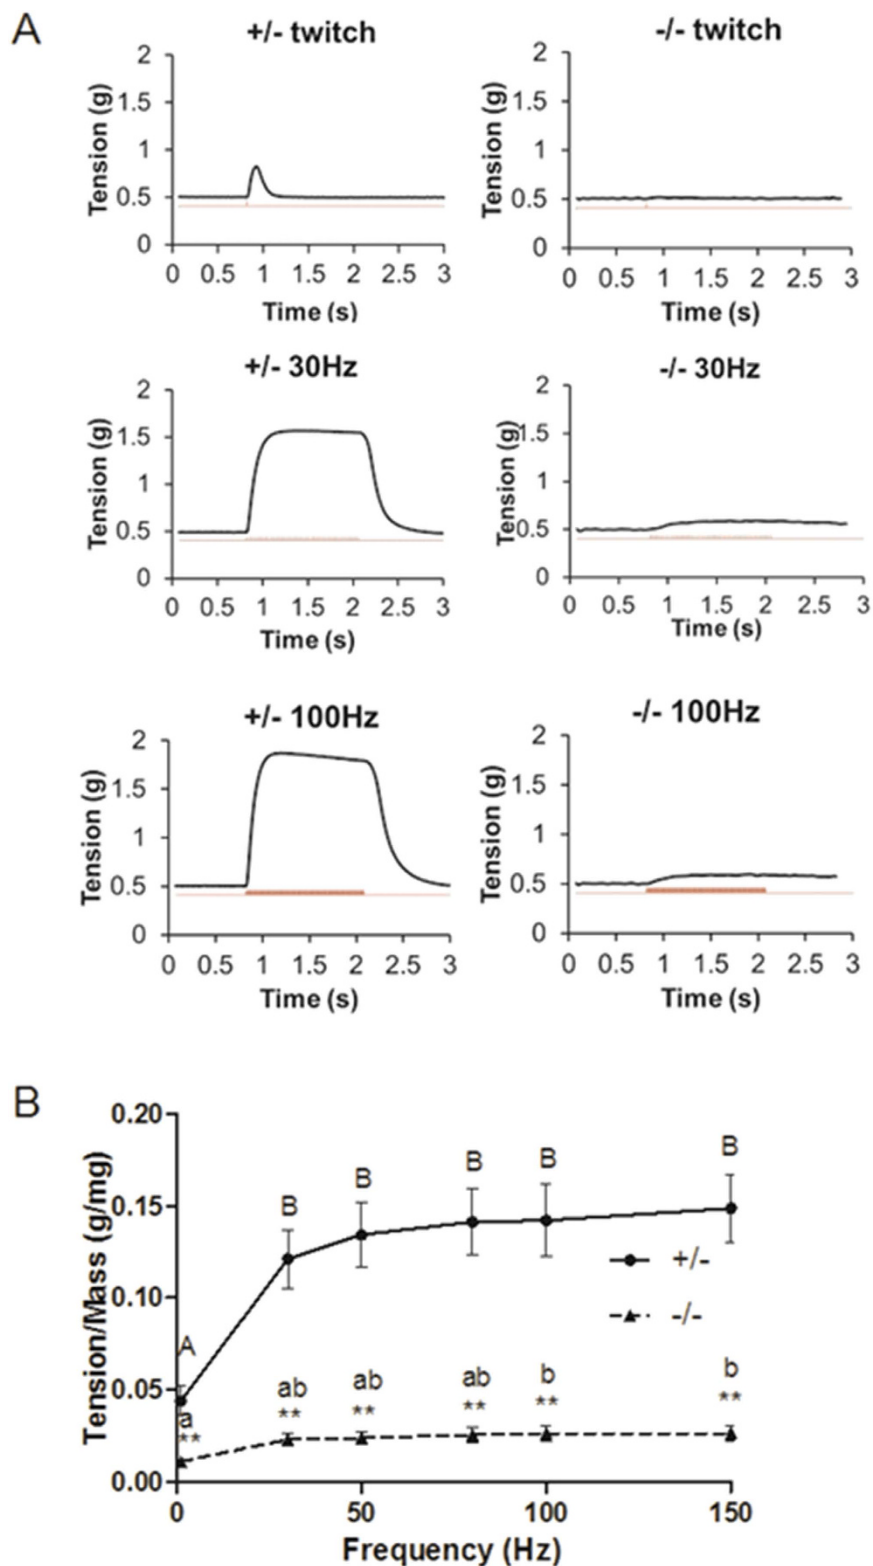 A
+/- twitch
-/- twitch
Tension (g)
2
1.5
1
0.5
0
0 0.5 1 1.5 2 2.5 3
Time (s)
Tension (g)
2
1.5
1
0.5
0
0 0.5 1 1.5 2 2.5 3
Time (s)
+/- 30Hz
-/- 30Hz
Tension (g)
2
1.5
1
0.5
0
0 0.5 1 1.5 2 2.5 3
Time (s)
Tension (g)
2
1.5
1
0.5
0
0 0.5 1 1.5 2 2.5 3
Time (s)
+/- 100Hz
-/- 100Hz
Tension (g)
2
1.5
1
0.5
0
0 0.5 1 1.5 2 2.5 3
Time (s)
Tension (g)
2
1.5
1
0.5
0
0 0.5 1 1.5 2 2.5 3
Time (s)
B
Tension/Mass (g/mg)
0.20
0.15
0.10
0.05
0.00
A
B
B
B
B
B
+/-
-/-
a
**
ab
**
ab
**
ab
**
b
**
b
**
0 50 100 150
Frequency (Hz)